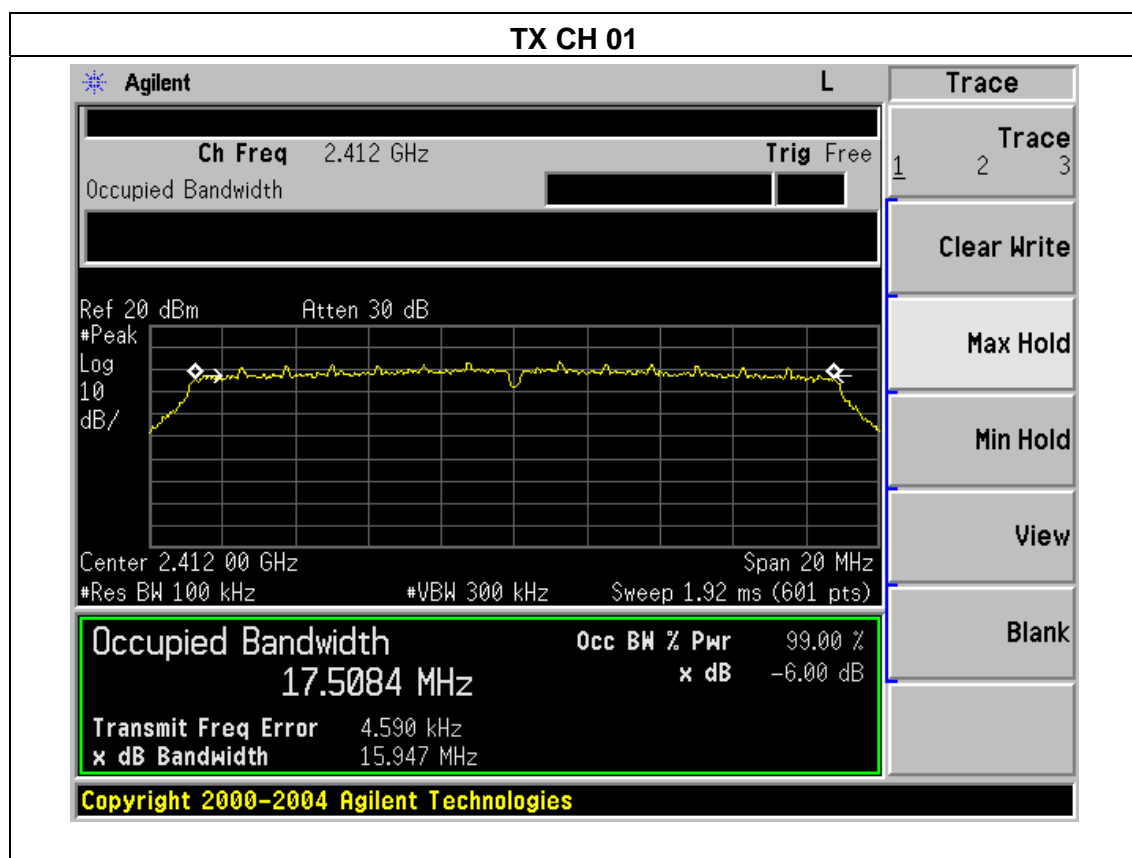 TX CH 01
Agilent L Trace
Ch Freq 2.412 GHz Trig Free
Occupied Bandwidth
Trace
1 2 3
Clear Write
Max Hold
Min Hold
View
Blank
Ref 20 dBm Atten 30 dB
#Peak
Log
10
dB/
Center 2.412 00 GHz Span 20 MHz
#Res BW 100 kHz #VBW 300 kHz Sweep 1.92 ms (601 pts)
Occupied Bandwidth Occ BW % Pwr 99.00 %
17.5084 MHz x dB -6.00 dB
Transmit Freq Error 4.590 kHz
x dB Bandwidth 15.947 MHz
Copyright 2000-2004 Agilent Technologies